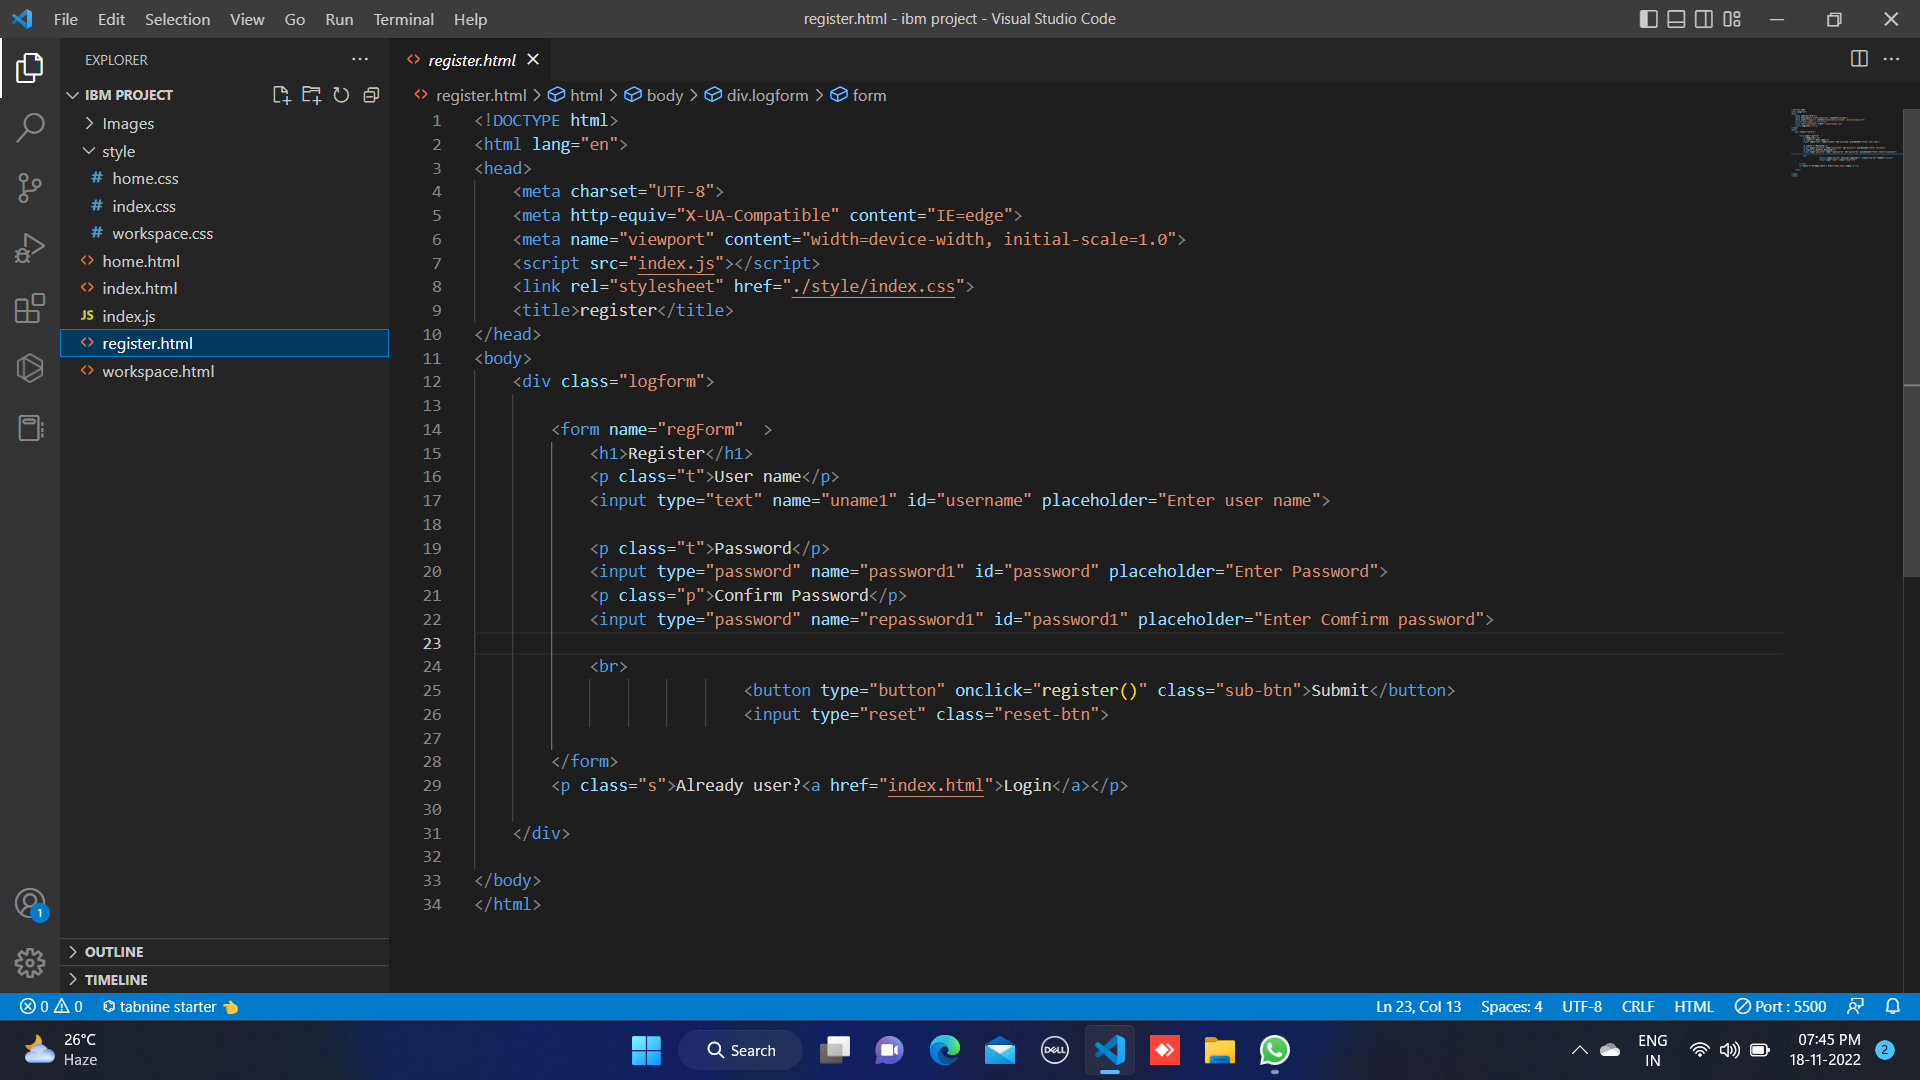 File Edit Selection View Go Run Terminal Help
register.html - ibm project - Visual Studio Code
EXPLORER
IBM PROJECT
Images
style
# home.css
# index.css
# workspace.css
<> home.html
<> index.html
JS index.js
<> register.html
<> workspace.html
OUTLINE
TIMELINE
<> register.html
<> register.html > html > body > div.logform > form
1 <!DOCTYPE html>
2 <html lang="en">
3 <head>
4 <meta charset="UTF-8">
5 <meta http-equiv="X-UA-Compatible" content="IE=edge">
6 <meta name="viewport" content="width=device-width, initial-scale=1.0">
7 <script src="index.js"></script>
8 <link rel="stylesheet" href="./style/index.css">
9 <title>register</title>
10 </head>
11 <body>
12 <div class="logform">
13
14 <form name="regForm"  >
15 <h1>Register</h1>
16 <p class="t">User name</p>
17 <input type="text" name="uname1" id="username" placeholder="Enter user name">
18
19 <p class="t">Password</p>
20 <input type="password" name="password1" id="password" placeholder="Enter Password">
21 <p class="p">Confirm Password</p>
22 <input type="password" name="repassword1" id="password1" placeholder="Enter Comfirm password">
23
24 <br>
25 <button type="button" onclick="register()" class="sub-btn">Submit</button>
26 <input type="reset" class="reset-btn">
27
28 </form>
29 <p class="s">Already user?<a href="index.html">Login</a></p>
30
31 </div>
32
33 </body>
34 </html>
1
0 0 tabnine starter
Ln 23, Col 13 Spaces: 4 UTF-8 CRLF HTML Port : 5500
26°C
Haze
Search
DELL
ENG
IN
07:45 PM
18-11-2022
2